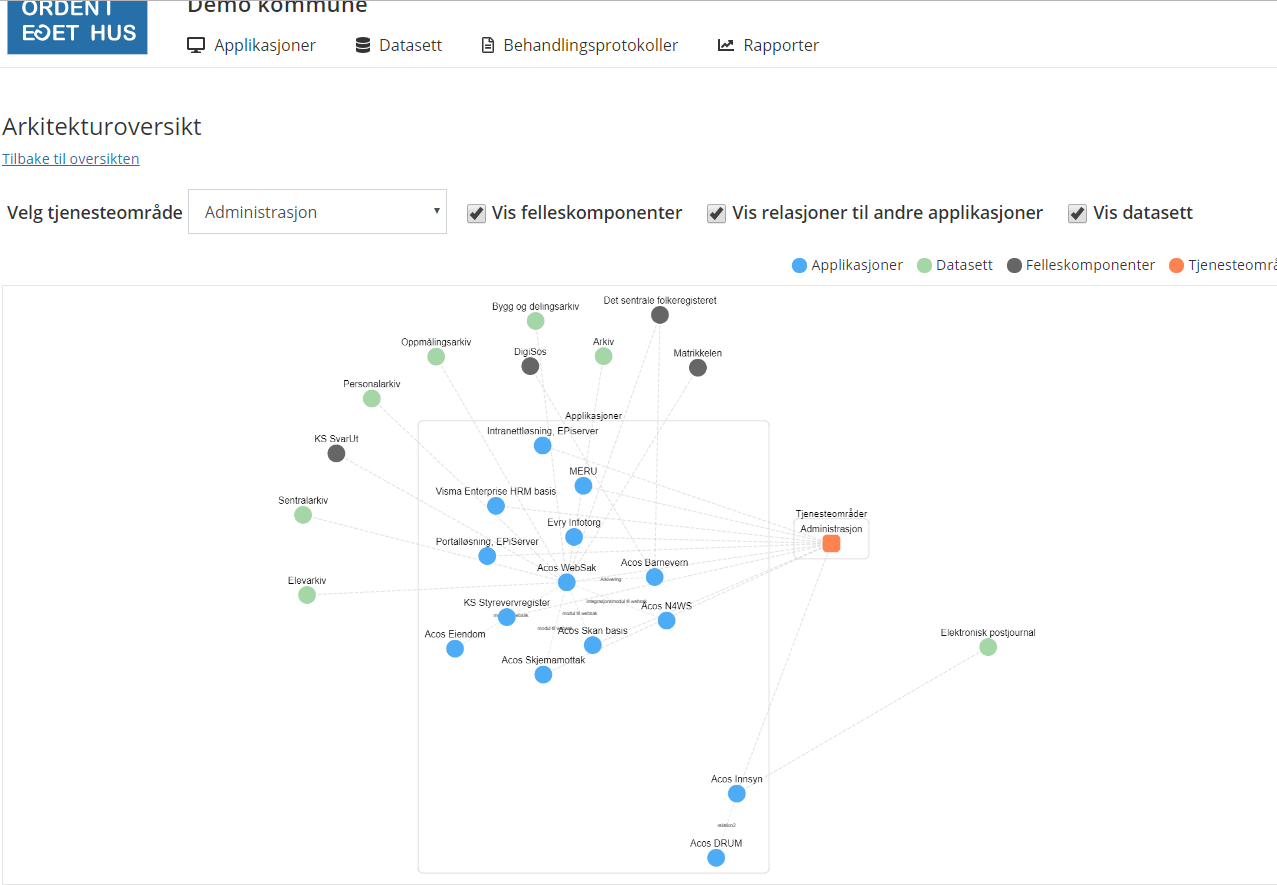 Demo kommune
ORDENT
EGET HUS
Applikasjoner Datasett Behandlingsprotokoller Rapporter
Arkitekturoversikt
Tilbake til oversikten
Velg tjenesteområde Administrasjon Vis felleskomponenter Vis relasjoner til andre applikasjoner Vis datasett
Applikasjoner Datasett Felleskomponenter Tjenesteområ
Det sentrale folkeregisteret
Bygg og delingsarkiv
Oppmålingsarkiv
Arkiv
DigiSos
Matrikkelen
Personalarkiv
Applikasjoner
Intranettløsning, EPiserver
KS SvarUt
MERU
Visma Enterprise HRM basis
Sentralarkiv
Tjenesteområder
Evry Infotorg
Administrasjon
Portalløsning, EPiServer
Acos Barnevern
Acos WebSak
Elevarkiv
Arkivering
integrasjonsmodul til websak
KS Styrevervregister
Acos N4WS
modul til websak
modul til websak
Acos Skan basis
Acos Eiendom
Elektronisk postjournal
Acos Skjemamottak
Acos Innsyn
relation2
Acos DRUM